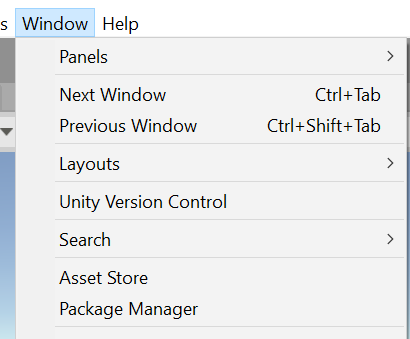 s Window Help
Panels
Next Window Ctrl+Tab
Previous Window Ctrl+Shift+Tab
Layouts
Unity Version Control
Search
Asset Store
Package Manager